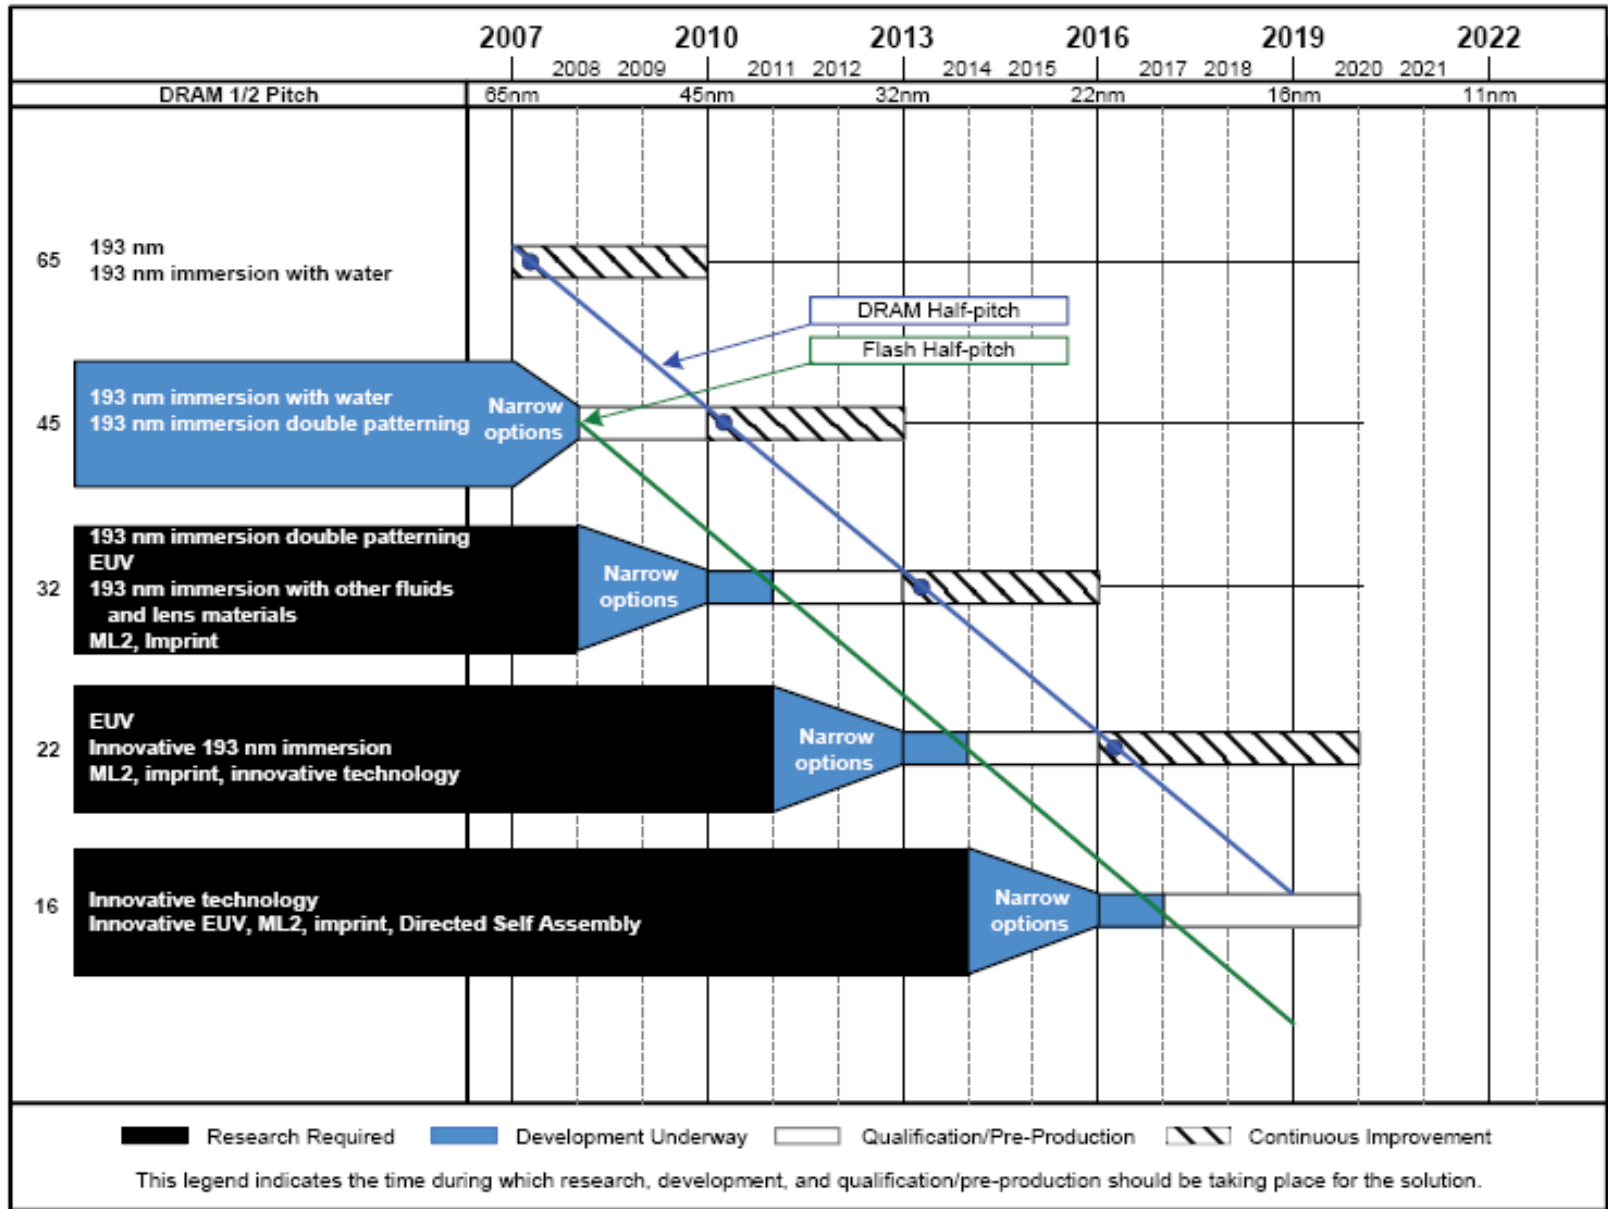 2007 2010 2013 2016 2019 2022
2008 2009 2011 2012 2014 2015 2017 2018 2020 2021
DRAM 1/2 Pitch 65nm 45nm 32nm 22nm 16nm 11nm
65
193 nm
193 nm immersion with water
DRAM Half-pitch
Flash Half-pitch
45
193 nm immersion with water
193 nm immersion double patterning
Narrow
options
32
193 nm immersion double patterning
EUV
193 nm immersion with other fluids
and lens materials
ML2, Imprint
Narrow
options
22
EUV
Innovative 193 nm immersion
ML2, imprint, innovative technology
Narrow
options
16
Innovative technology
Innovative EUV, ML2, imprint, Directed Self Assembly
Narrow
options
Research Required Development Underway Qualification/Pre-Production Continuous Improvement
This legend indicates the time during which research, development, and qualification/pre-production should be taking place for the solution.